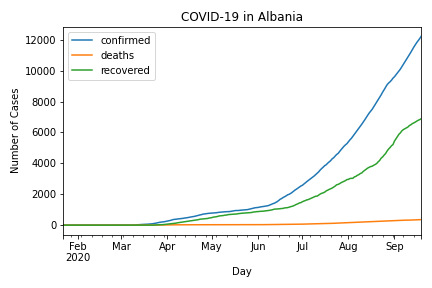 COVID-19 in Albania
confirmed
deaths
recovered
12000
10000
8000
6000
4000
2000
0
Number of Cases
Feb Mar Apr May Jun Jul Aug Sep
2020
Day